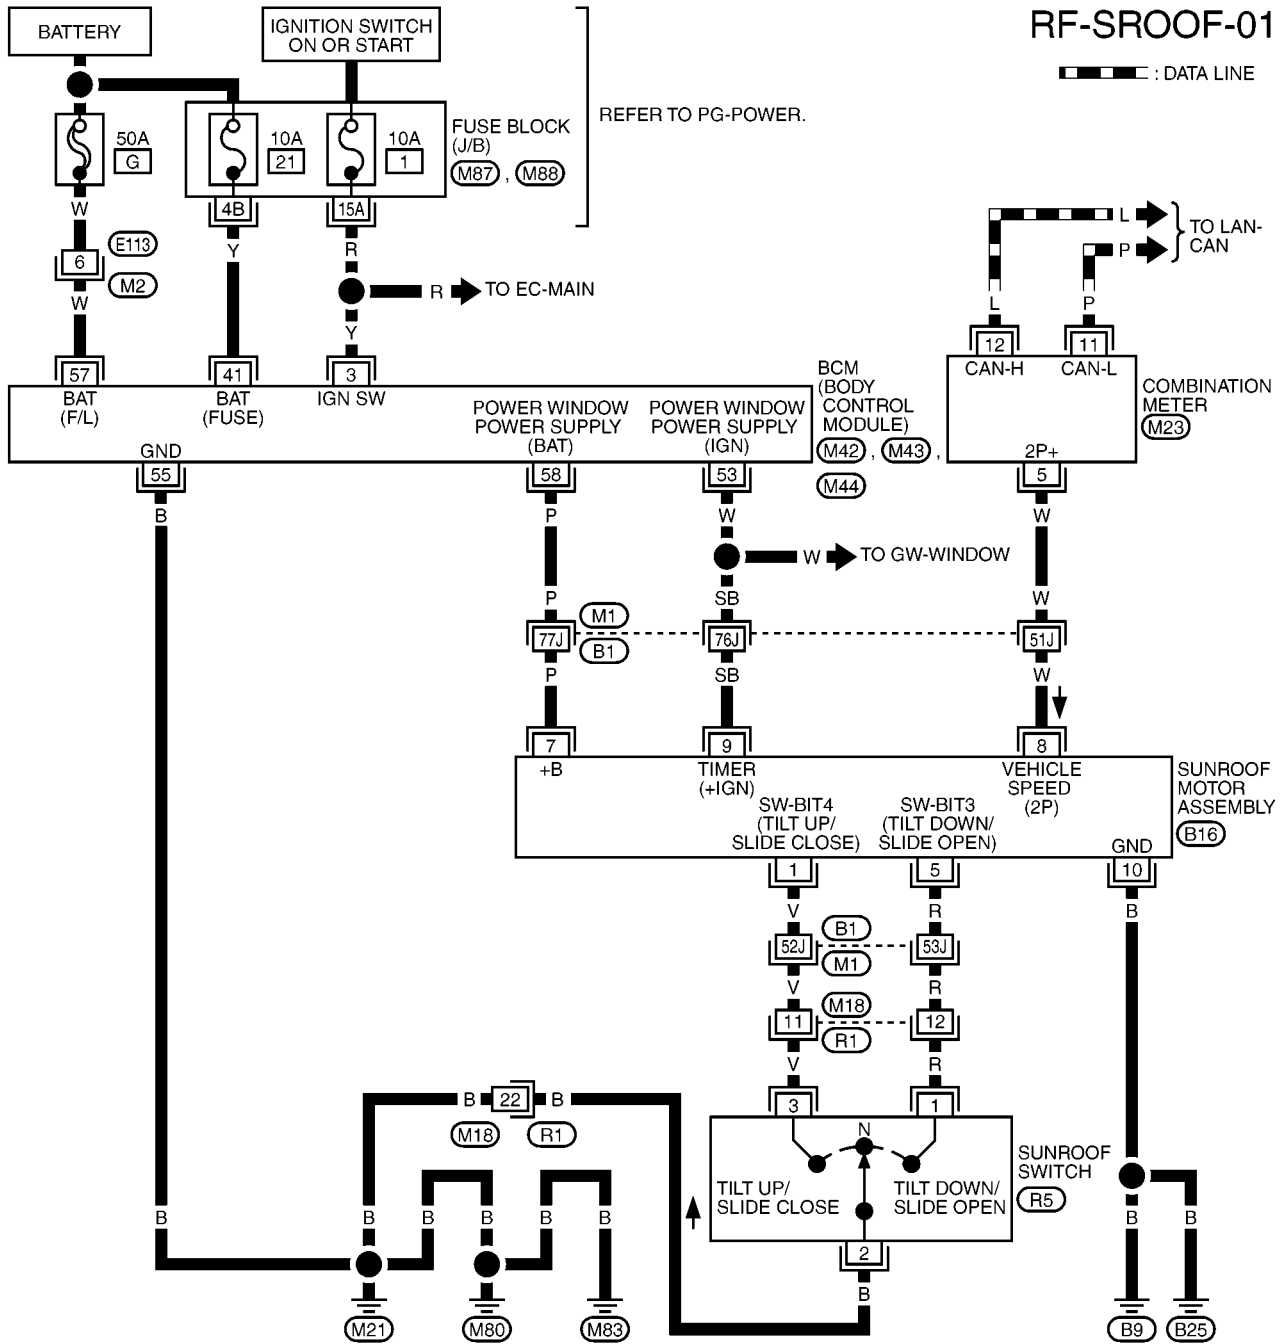 RF-SROOF-01
: DATA LINE
BATTERY
IGNITION SWITCH
ON OR START
REFER TO PG-POWER.
50A
G
10A
21
10A
1
FUSE BLOCK
(J/B)
M87 , M88
W
4B
15A
6
E113
M2
W
Y
R
R
TO EC-MAIN
Y
L
P
TO LAN-
CAN
L
P
57
41
3
12
11
BAT
(F/L)
BAT
(FUSE)
IGN SW
POWER WINDOW
POWER SUPPLY
(BAT)
POWER WINDOW
POWER SUPPLY
(IGN)
GND
BCM
(BODY
CONTROL
MODULE)
M42 , M43 ,
M44
CAN-H
CAN-L
2P+
COMBINATION
METER
M23
55
58
53
5
B
P
W
W
W
TO GW-WINDOW
P
SB
W
M1
B1
77J
76J
51J
P
SB
W
7
9
8
+B
TIMER
(+IGN)
VEHICLE
SPEED
(2P)
SW-BIT4
(TILT UP/
SLIDE CLOSE)
SW-BIT3
(TILT DOWN/
SLIDE OPEN)
GND
SUNROOF
MOTOR
ASSEMBLY
B16
1
5
10
V
R
B
52J
B1
M1
53J
V
R
11
M18
R1
12
V
R
3
1
B
22
B
M18
R1
N
TILT UP/
SLIDE CLOSE
TILT DOWN/
SLIDE OPEN
SUNROOF
SWITCH
R5
2
B
B
B
B
B
B
B
B
B
M21
M80
M83
B9
B25